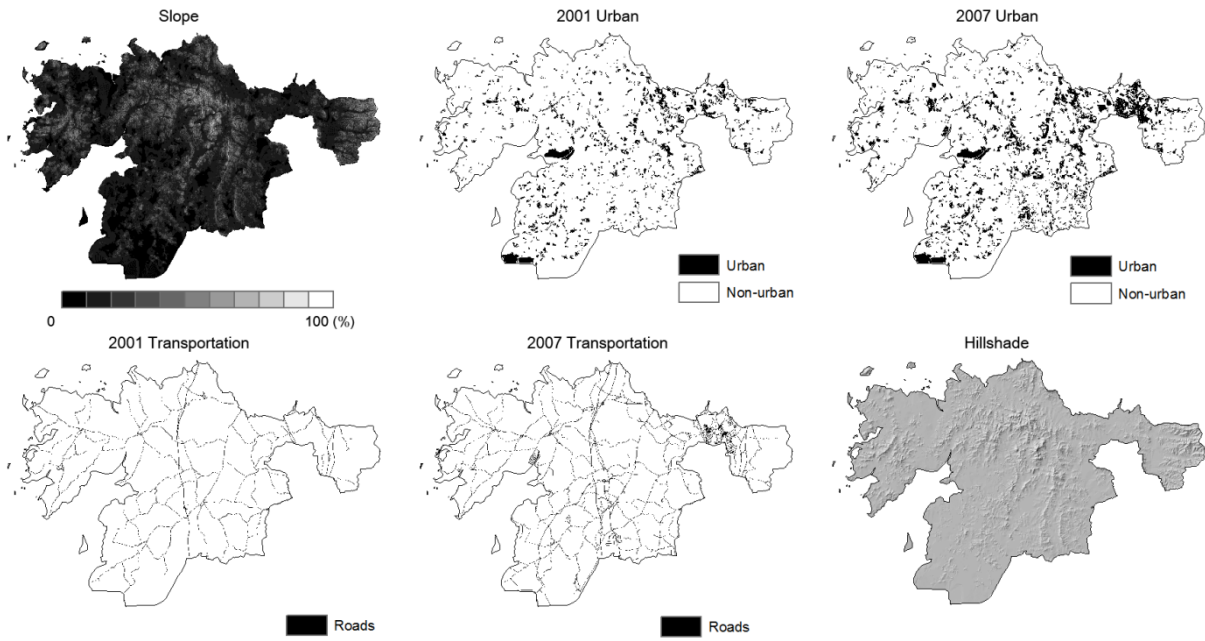 Slope
2001 Urban
2007 Urban
Urban
Non-urban
Urban
Non-urban
0
100 (%)
2001 Transportation
2007 Transportation
Hillshade
Roads
Roads